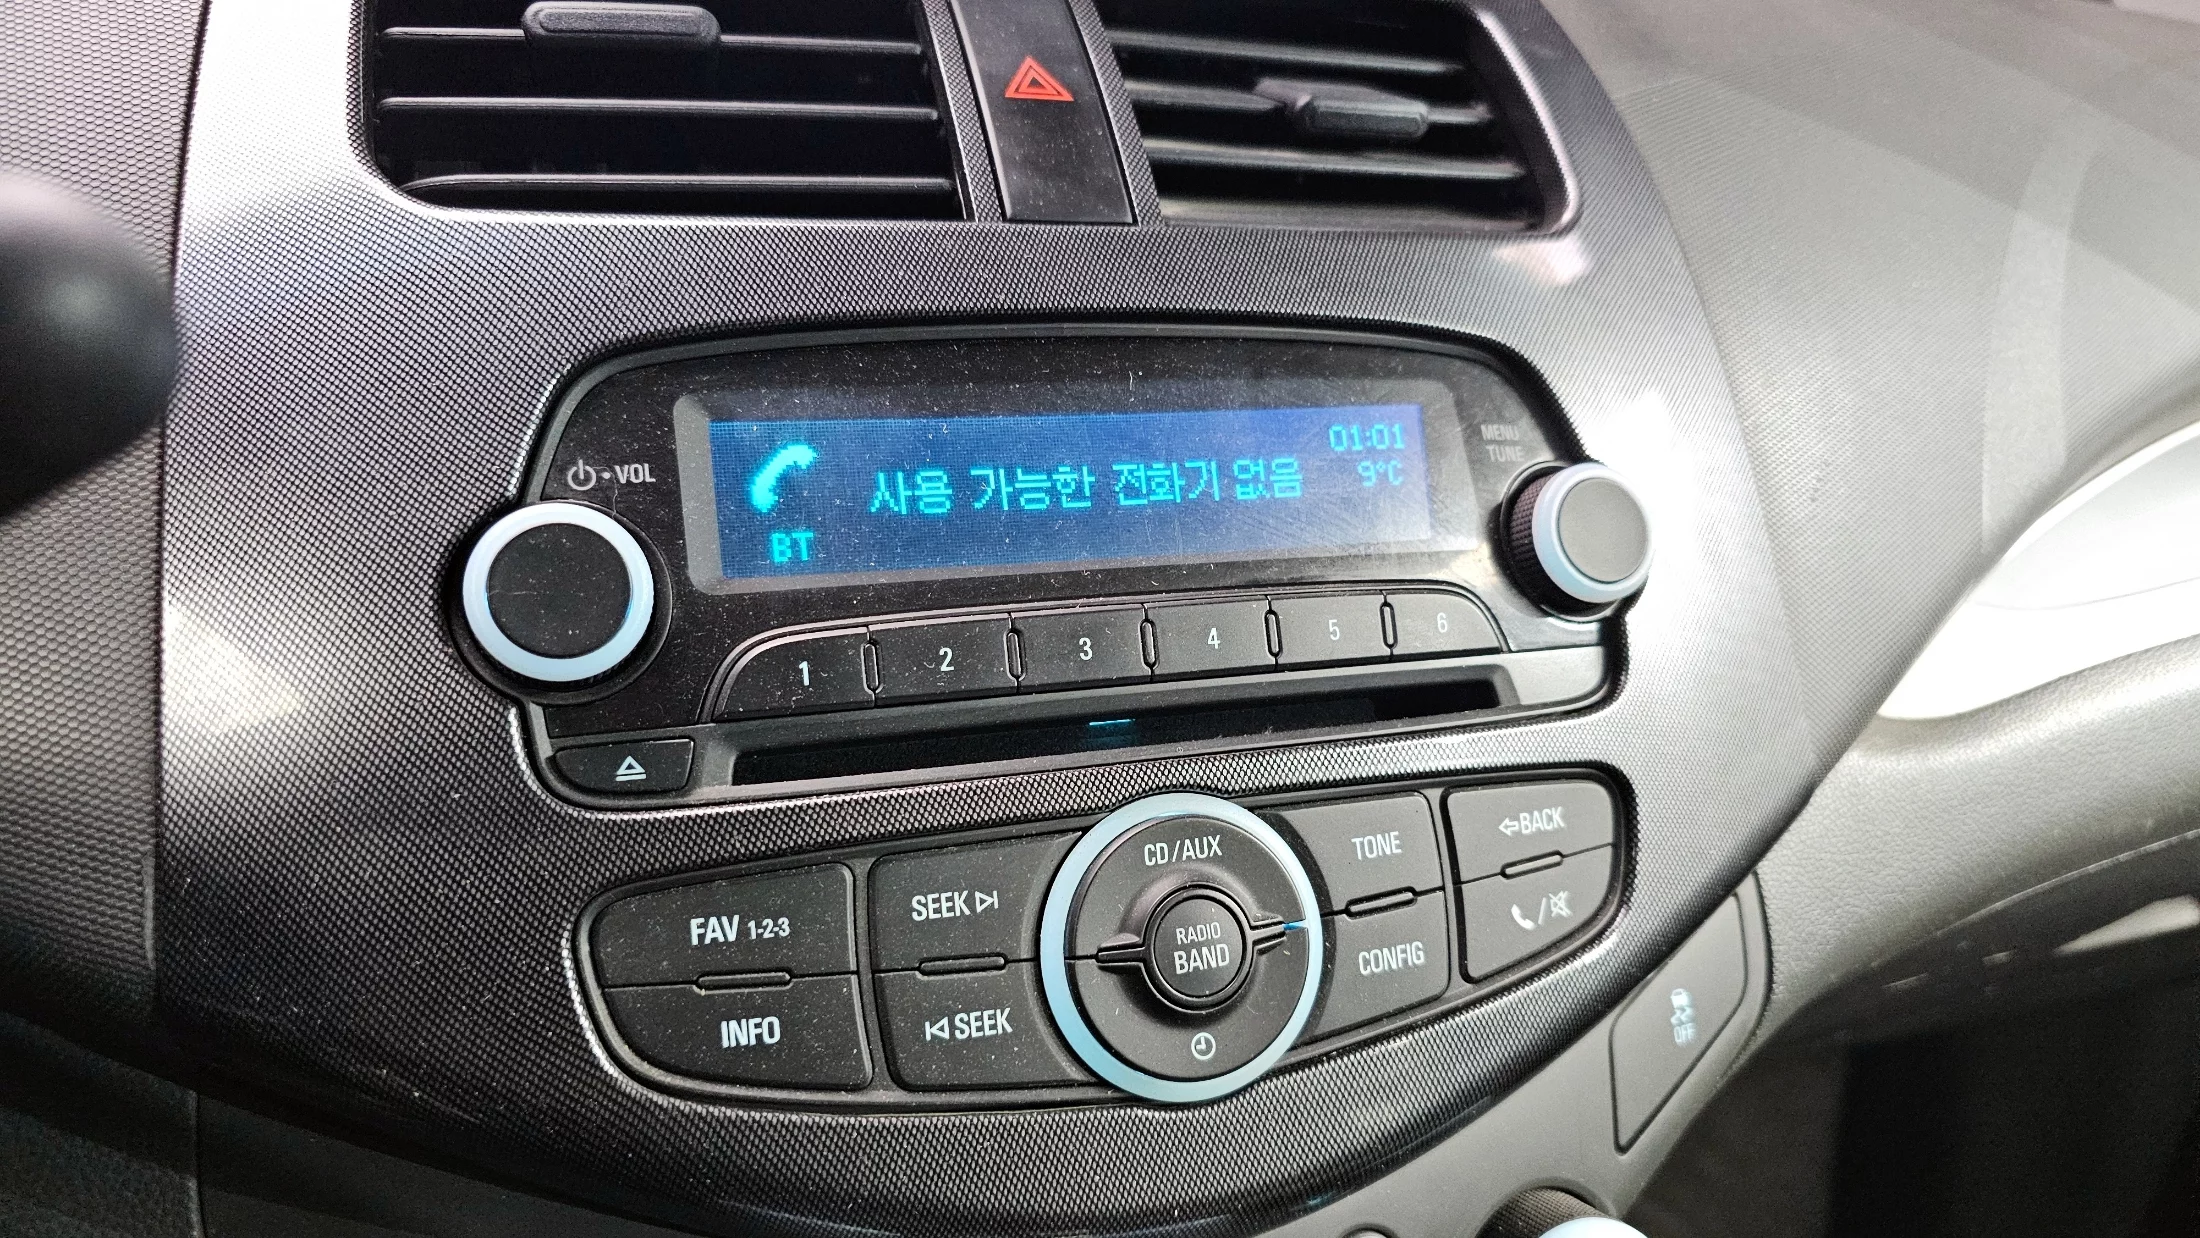 VOL
01:01
MENU
TUNE
사용 가능한 전화기 없음
9°C
BT
1 2 3 4 5 6
CD/AUX
TONE
BACK
SEEK
FAV 1-2-3
RADIO
BAND
CONFIG
INFO
SEEK
OFF